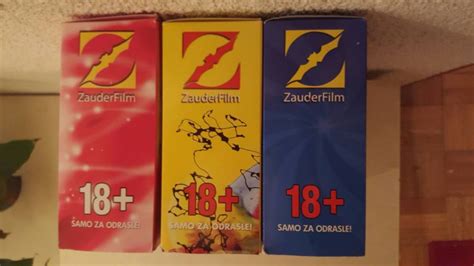 ZauderFilm
18+
SAMO ZA ODRASLE!
ZauderFilm
18+
SAMO ZA ODRASLE!
ZauderFilm
18+
SAMO ZA ODRASLE!